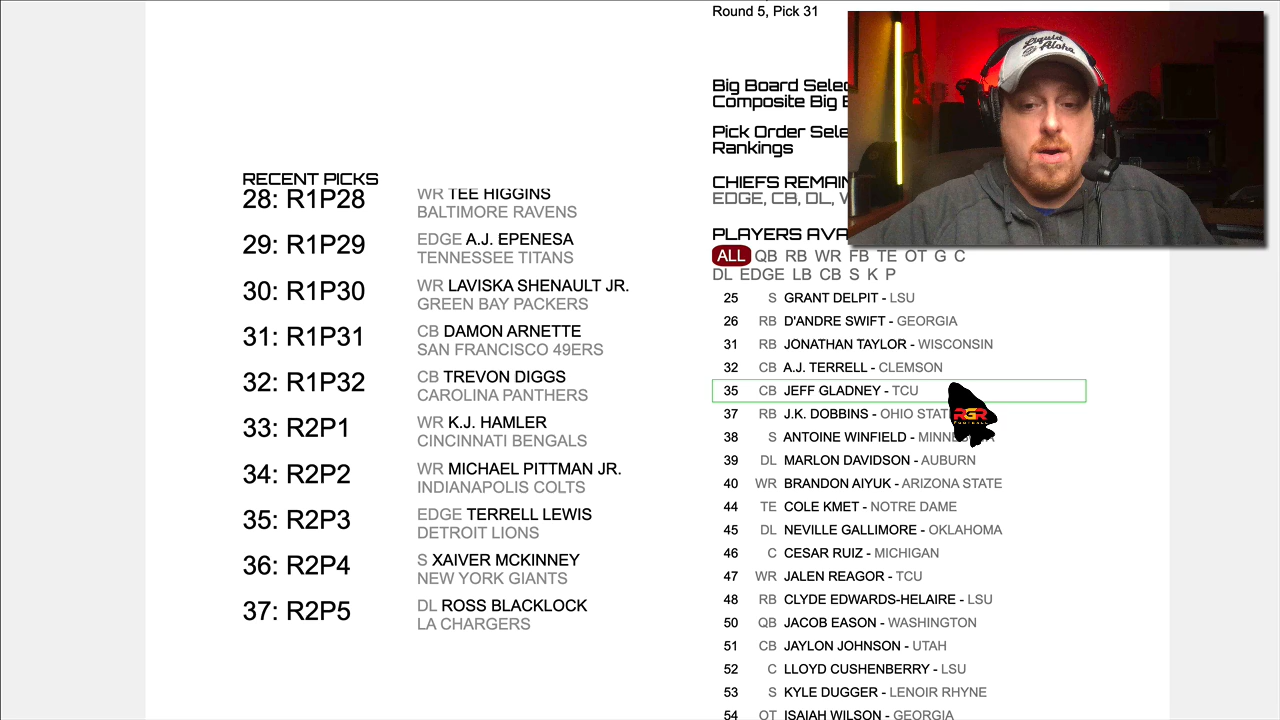 Round 5, Pick 31
Big Board Selec
Composite Big B
Pick Order Sele
Rankings
CHIEFS REMAIN
EDGE, CB, DL, W
PLAYERS AVA
ALL QB RB WR FB TE OT G C
DL EDGE LB CB S K P
25 S GRANT DELPIT - LSU
26 RB D'ANDRE SWIFT - GEORGIA
31 RB JONATHAN TAYLOR - WISCONSIN
32 CB A.J. TERRELL - CLEMSON
35 CB JEFF GLADNEY - TCU
37 RB J.K. DOBBINS - OHIO STAT
38 S ANTOINE WINFIELD - MINNE
39 DL MARLON DAVIDSON - AUBURN
40 WR BRANDON AIYUK - ARIZONA STATE
44 TE COLE KMET - NOTRE DAME
45 DL NEVILLE GALLIMORE - OKLAHOMA
46 C CESAR RUIZ - MICHIGAN
47 WR JALEN REAGOR - TCU
48 RB CLYDE EDWARDS-HELAIRE - LSU
50 QB JACOB EASON - WASHINGTON
51 CB JAYLON JOHNSON - UTAH
52 C LLOYD CUSHENBERRY - LSU
53 S KYLE DUGGER - LENOIR RHYNE
54 OT ISAIAH WILSON - GEORGIA
RECENT PICKS
28: R1P28 WR TEE HIGGINS
BALTIMORE RAVENS
29: R1P29 EDGE A.J. EPENESA
TENNESSEE TITANS
30: R1P30 WR LAVISKA SHENAULT JR.
GREEN BAY PACKERS
31: R1P31 CB DAMON ARNETTE
SAN FRANCISCO 49ERS
32: R1P32 CB TREVON DIGGS
CAROLINA PANTHERS
33: R2P1 WR K.J. HAMLER
CINCINNATI BENGALS
34: R2P2 WR MICHAEL PITTMAN JR.
INDIANAPOLIS COLTS
35: R2P3 EDGE TERRELL LEWIS
DETROIT LIONS
36: R2P4 S XAIVER MCKINNEY
NEW YORK GIANTS
37: R2P5 DL ROSS BLACKLOCK
LA CHARGERS
Liquid
Aloha
RGR
FOOTBALL